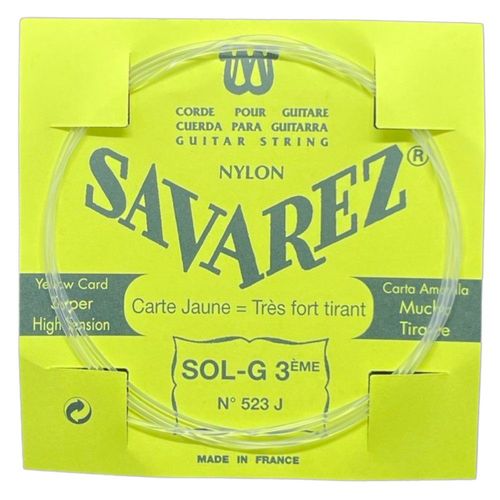 CORDE POUR GUITARE
CUERDA PARA GUITARRA
GUITAR STRING
NYLON
SAVAREZ®
Yellow Card
Super
High Tension
Carte Jaune = Très fort tirant
Carta Amarilla
Mucho
Tirante
SOL-G 3ÈME
N° 523 J
MADE IN FRANCE